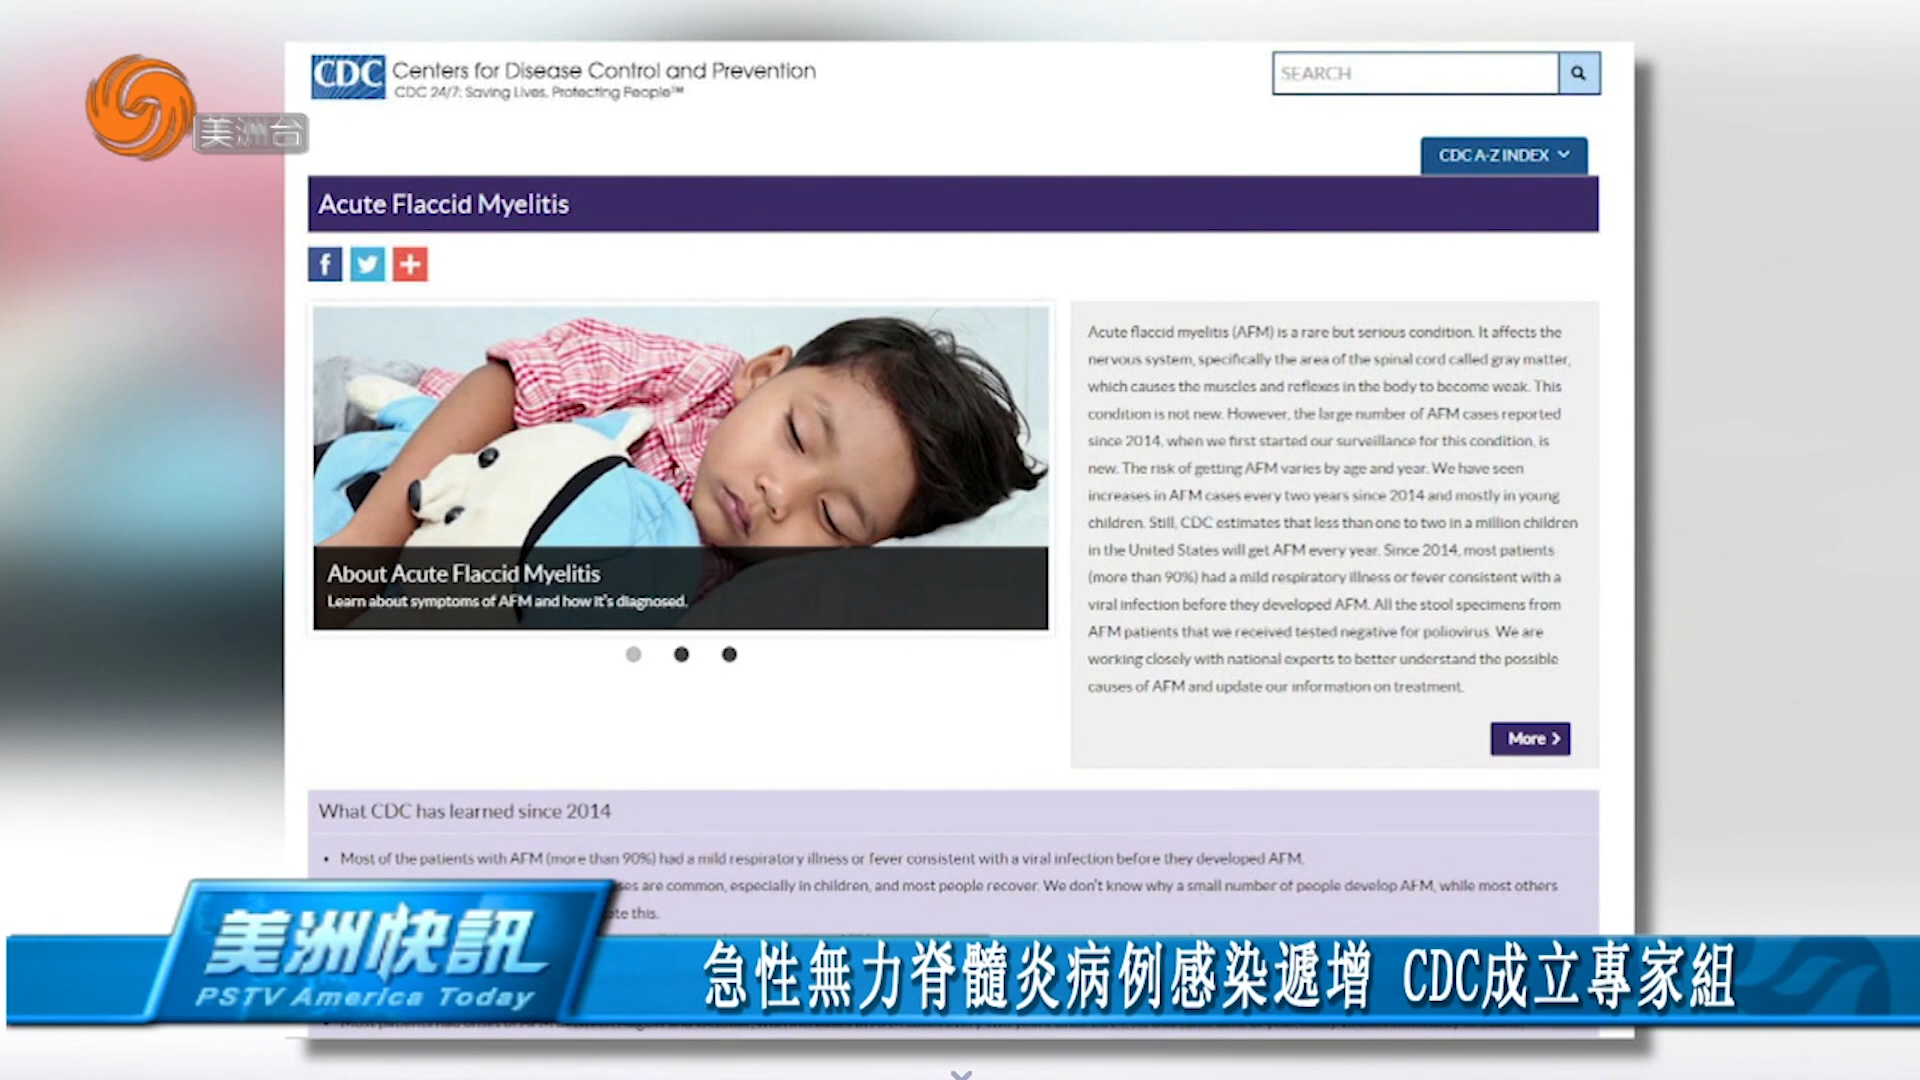 CDC Centers for Disease Control and Prevention
CDC 24/7: Saving Lives, Protecting People™
SEARCH
美洲台
CDC A-Z INDEX
Acute Flaccid Myelitis
About Acute Flaccid Myelitis
Learn about symptoms of AFM and how it's diagnosed.
Acute flaccid myelitis (AFM) is a rare but serious condition. It affects the
nervous system, specifically the area of the spinal cord called gray matter,
which causes the muscles and reflexes in the body to become weak. This
condition is not new. However, the large number of AFM cases reported
since 2014, when we first started our surveillance for this condition, is
new. The risk of getting AFM varies by age and year. We have seen
increases in AFM cases every two years since 2014 and mostly in young
children. Still, CDC estimates that less than one to two in a million children
in the United States will get AFM every year. Since 2014, most patients
(more than 90%) had a mild respiratory illness or fever consistent with a
viral infection before they developed AFM. All the stool specimens from
AFM patients that we received tested negative for poliovirus. We are
working closely with national experts to better understand the possible
causes of AFM and update our information on treatment.
More
What CDC has learned since 2014
• Most of the patients with AFM (more than 90%) had a mild respiratory illness or fever consistent with a viral infection before they developed AFM.
es are common, especially in children, and most people recover. We don't know why a small number of people develop AFM, while most others
ate this.
美洲快訊
PSTV America Today
急性無力脊髓炎病例感染遞增 CDC成立專家組